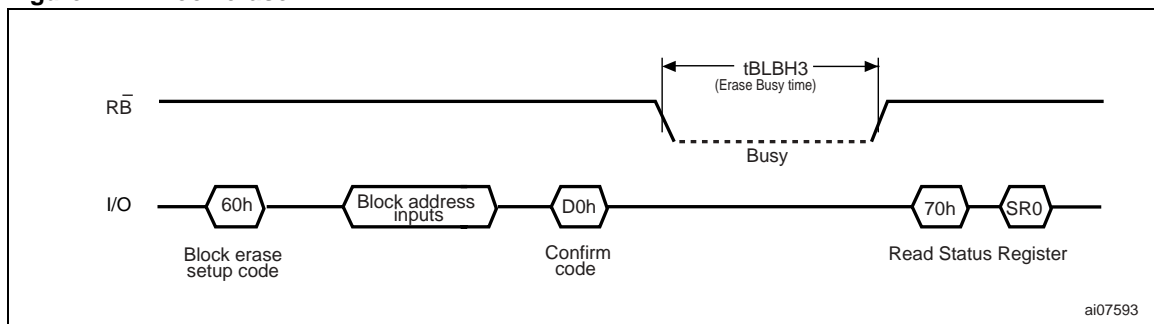 tBLBH3
(Erase Busy time)
RB̅
Busy
I/O
60h
Block address
inputs
D0h
70h
SR0
Block erase
setup code
Confirm
code
Read Status Register
ai07593